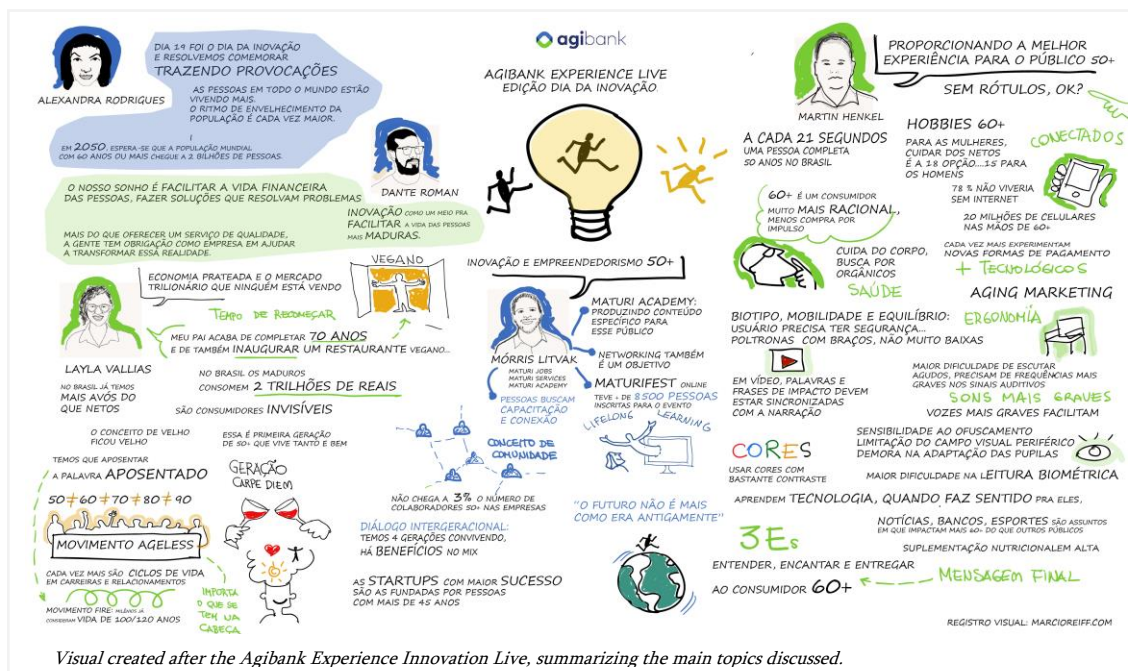 agibank
AGIBANK EXPERIENCE LIVE
EDIÇÃO DIA DA INOVAÇÃO
ALEXANDRA RODRIGUES
DIA 19 FOI O DIA DA INOVAÇÃO
E RESOLVEMOS COMEMORAR
TRAZENDO PROVOCAÇÕES
AS PESSOAS EM TODO O MUNDO ESTÃO
VIVENDO MAIS.
O RITMO DE ENVELHECIMENTO DA
POPULAÇÃO É CADA VEZ MAIOR.
EM 2050, ESPERA-SE QUE A POPULAÇÃO MUNDIAL
COM 60 ANOS OU MAIS CHEGUE A 2 BILHÕES DE PESSOAS.
DANTE ROMAN
O NOSSO SONHO É FACILITAR A VIDA FINANCEIRA
DAS PESSOAS, FAZER SOLUÇÕES QUE RESOLVAM PROBLEMAS
INOVAÇÃO COMO UM MEIO PRA
FACILITAR A VIDA DAS PESSOAS
MAIS MADURAS.
MAIS DO QUE OFERECER UM SERVIÇO DE QUALIDADE,
A GENTE TEM OBRIGAÇÃO COMO EMPRESA EM AJUDAR
A TRANSFORMAR ESSA REALIDADE.
ECONOMIA PRATEADA E O MERCADO
TRILIONÁRIO QUE NINGUÉM ESTÁ VENDO
VEGANO
LAYLA VALLIAS
TEMPO DE RECOMEÇAR
MEU PAI ACABA DE COMPLETAR 70 ANOS
E DE TAMBÉM INAUGURAR UM RESTAURANTE VEGANO...
NO BRASIL JÁ TEMOS
MAIS AVÓS DO
QUE NETOS
NO BRASIL OS MADUROS
CONSOMEM 2 TRILHÕES DE REAIS
SÃO CONSUMIDORES INVISÍVEIS
O CONCEITO DE VELHO
FICOU VELHO
ESSA É PRIMEIRA GERAÇÃO
DE 50+ QUE VIVE TANTO E BEM
TEMOS QUE APOSENTAR
A PALAVRA APOSENTADO
50≠60≠70≠80≠90
MOVIMENTO AGELESS
GERAÇÃO
CARPE DIEM
CADA VEZ MAIS SÃO CICLOS DE VIDA
EM CARREIRAS E RELACIONAMENTOS
MOVIMENTO FIRE: MILÊNIOS JÁ
CONSIDERAM VIDA DE 100/120 ANOS
IMPORTA
O QUE SE
TEM NA
CABEÇA
INOVAÇÃO E EMPREENDEDORISMO 50+
MÓRRIS LITVAK
MATURI JOBS
MATURI SERVICES
MATURI ACADEMY
MATURI ACADEMY:
PRODUZINDO CONTEÚDO
ESPECÍFICO PARA
ESSE PÚBLICO
NETWORKING TAMBÉM
É UM OBJETIVO
MATURIFEST ONLINE
TEVE + DE 8500 PESSOAS
INSCRITAS PARA O EVENTO
PESSOAS BUSCAM
CAPACITAÇÃO
E CONEXÃO
LIFELONG LEARNING
CONCEITO DE
COMUNIDADE
NÃO CHEGA A 3% O NÚMERO DE
COLABORADORES 50+ NAS EMPRESAS
DIÁLOGO INTERGERACIONAL:
TEMOS 4 GERAÇÕES CONVIVENDO,
HÁ BENEFÍCIOS NO MIX
AS STARTUPS COM MAIOR SUCESSO
SÃO AS FUNDADAS POR PESSOAS
COM MAIS DE 45 ANOS
"O FUTURO NÃO É MAIS
COMO ERA ANTIGAMENTE"
MARTIN HENKEL
PROPORCIONANDO A MELHOR
EXPERIÊNCIA PARA O PÚBLICO 50+
SEM RÓTULOS, OK?
A CADA 21 SEGUNDOS
UMA PESSOA COMPLETA
50 ANOS NO BRASIL
HOBBIES 60+
PARA AS MULHERES,
CUIDAR DOS NETOS
É A 18 OPÇÃO....15 PARA
OS HOMENS
CONECTADOS
78 % NÃO VIVERIA
SEM INTERNET
20 MILHÕES DE CELULARES
NAS MÃOS DE 60+
60+ É UM CONSUMIDOR
MUITO MAIS RACIONAL,
MENOS COMPRA POR
IMPULSO
CUIDA DO CORPO,
BUSCA POR
ORGÂNICOS
SAÚDE
CADA VEZ MAIS EXPERIMENTAM
NOVAS FORMAS DE PAGAMENTO
+ TECNOLÓGICOS
AGING MARKETING
BIOTIPO, MOBILIDADE E EQUILÍBRIO:
USUÁRIO PRECISA TER SEGURANÇA...
POLTRONAS COM BRAÇOS, NÃO MUITO BAIXAS
ERGONOMIA
EM VÍDEO, PALAVRAS E
FRASES DE IMPACTO DEVEM
ESTAR SINCRONIZADAS
COM A NARRAÇÃO
MAIOR DIFICULDADE DE ESCUTAR
AGUDOS, PRECISAM DE FREQUÊNCIAS MAIS
GRAVES NOS SINAIS AUDITIVOS
SONS MAIS GRAVES
VOZES MAIS GRAVES FACILITAM
CORES
USAR CORES COM
BASTANTE CONTRASTE
SENSIBILIDADE AO OFUSCAMENTO
LIMITAÇÃO DO CAMPO VISUAL PERIFÉRICO
DEMORA NA ADAPTAÇÃO DAS PUPILAS
MAIOR DIFICULDADE NA LEITURA BIOMÉTRICA
APRENDEM TECNOLOGIA, QUANDO FAZ SENTIDO PRA ELES,
NOTÍCIAS, BANCOS, ESPORTES SÃO ASSUNTOS
EM QUE IMPACTAM MAIS 60+ DO QUE OUTROS PÚBLICOS
SUPLEMENTAÇÃO NUTRICIONALEM ALTA
3Es
ENTENDER, ENCANTAR E ENTREGAR
AO CONSUMIDOR 60+
MENSAGEM FINAL
REGISTRO VISUAL: MARCIOREIFF.COM
Visual created after the Agibank Experience Innovation Live, summarizing the main topics discussed.